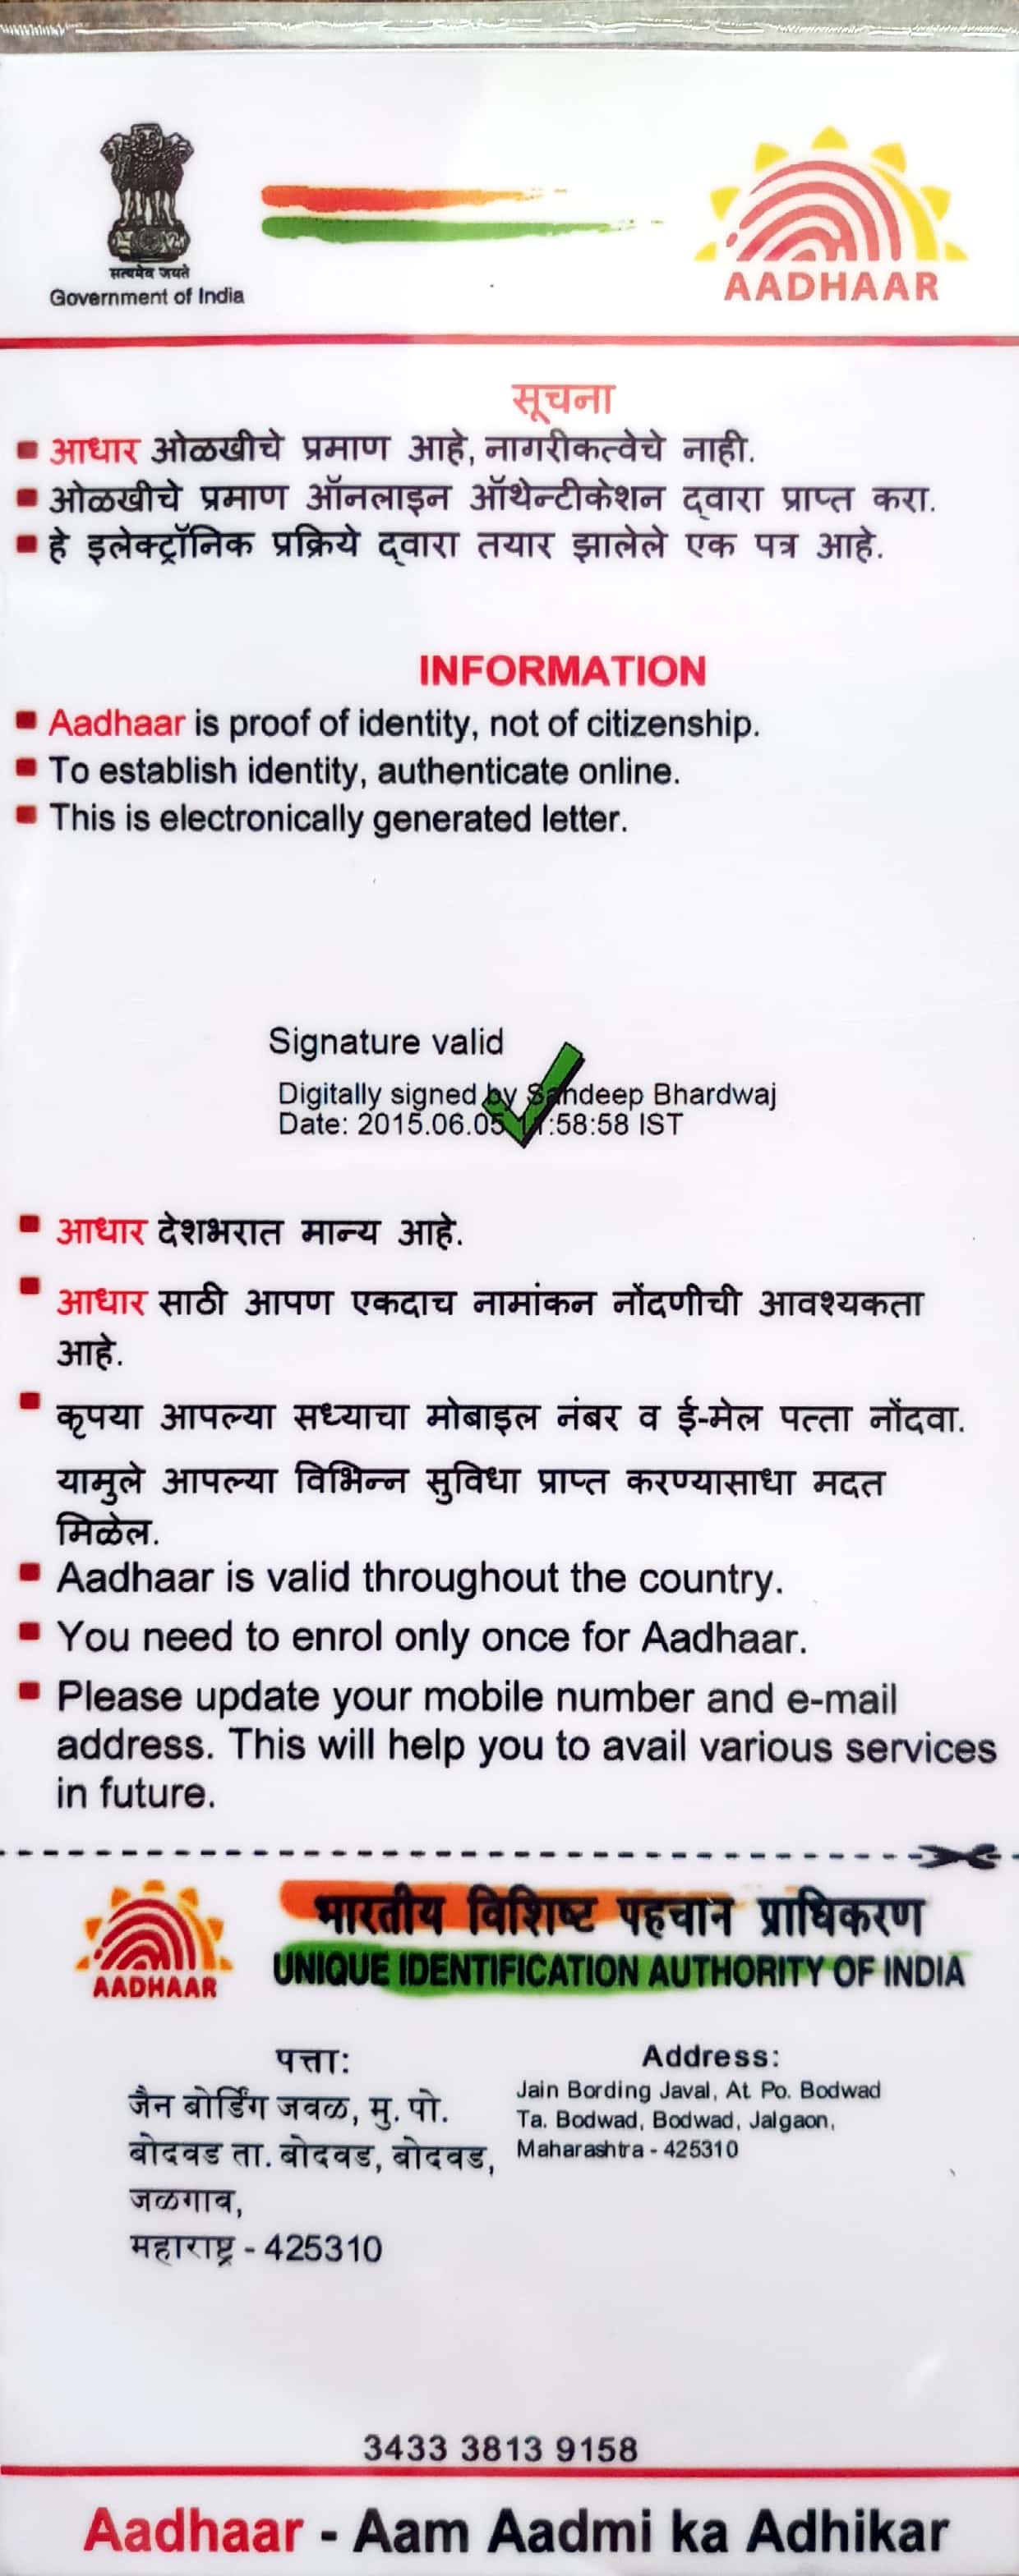 सत्यमेव जयते
Government of India
AADHAAR
सूचना
आधार ओळखीचे प्रमाण आहे, नागरीकत्वेचे नाही.
ओळखीचे प्रमाण ऑनलाइन ऑथेन्टीकेशन द्वारा प्राप्त करा.
हे इलेक्ट्रॉनिक प्रक्रिये द्वारा तयार झालेले एक पत्र आहे.
INFORMATION
Aadhaar is proof of identity, not of citizenship.
To establish identity, authenticate online.
This is electronically generated letter.
Signature valid
Digitally signed by Sandeep Bhardwaj
Date: 2015.06.05 :58:58 IST
आधार देशभरात मान्य आहे.
आधार साठी आपण एकदाच नामांकन नोंदणीची आवश्यकता
आहे.
कृपया आपल्या सध्याचा मोबाइल नंबर व ई-मेल पत्ता नोंदवा.
यामुले आपल्या विभिन्न सुविधा प्राप्त करण्यासाधा मदत
मिळेल.
Aadhaar is valid throughout the country.
You need to enrol only once for Aadhaar.
Please update your mobile number and e-mail
address. This will help you to avail various services
in future.
AADHAAR
भारतीय विशिष्ट पहचान प्राधिकरण
UNIQUE IDENTIFICATION AUTHORITY OF INDIA
पत्ता:
जैन बोर्डिंग जवळ, मु. पो.
बोदवड ता. बोदवड, बोदवड,
जळगाव,
महाराष्ट्र - 425310
Address:
Jain Bording Javal, At. Po. Bodwad
Ta. Bodwad, Bodwad, Jalgaon,
Maharashtra - 425310
3433 3813 9158
Aadhaar - Aam Aadmi ka Adhikar